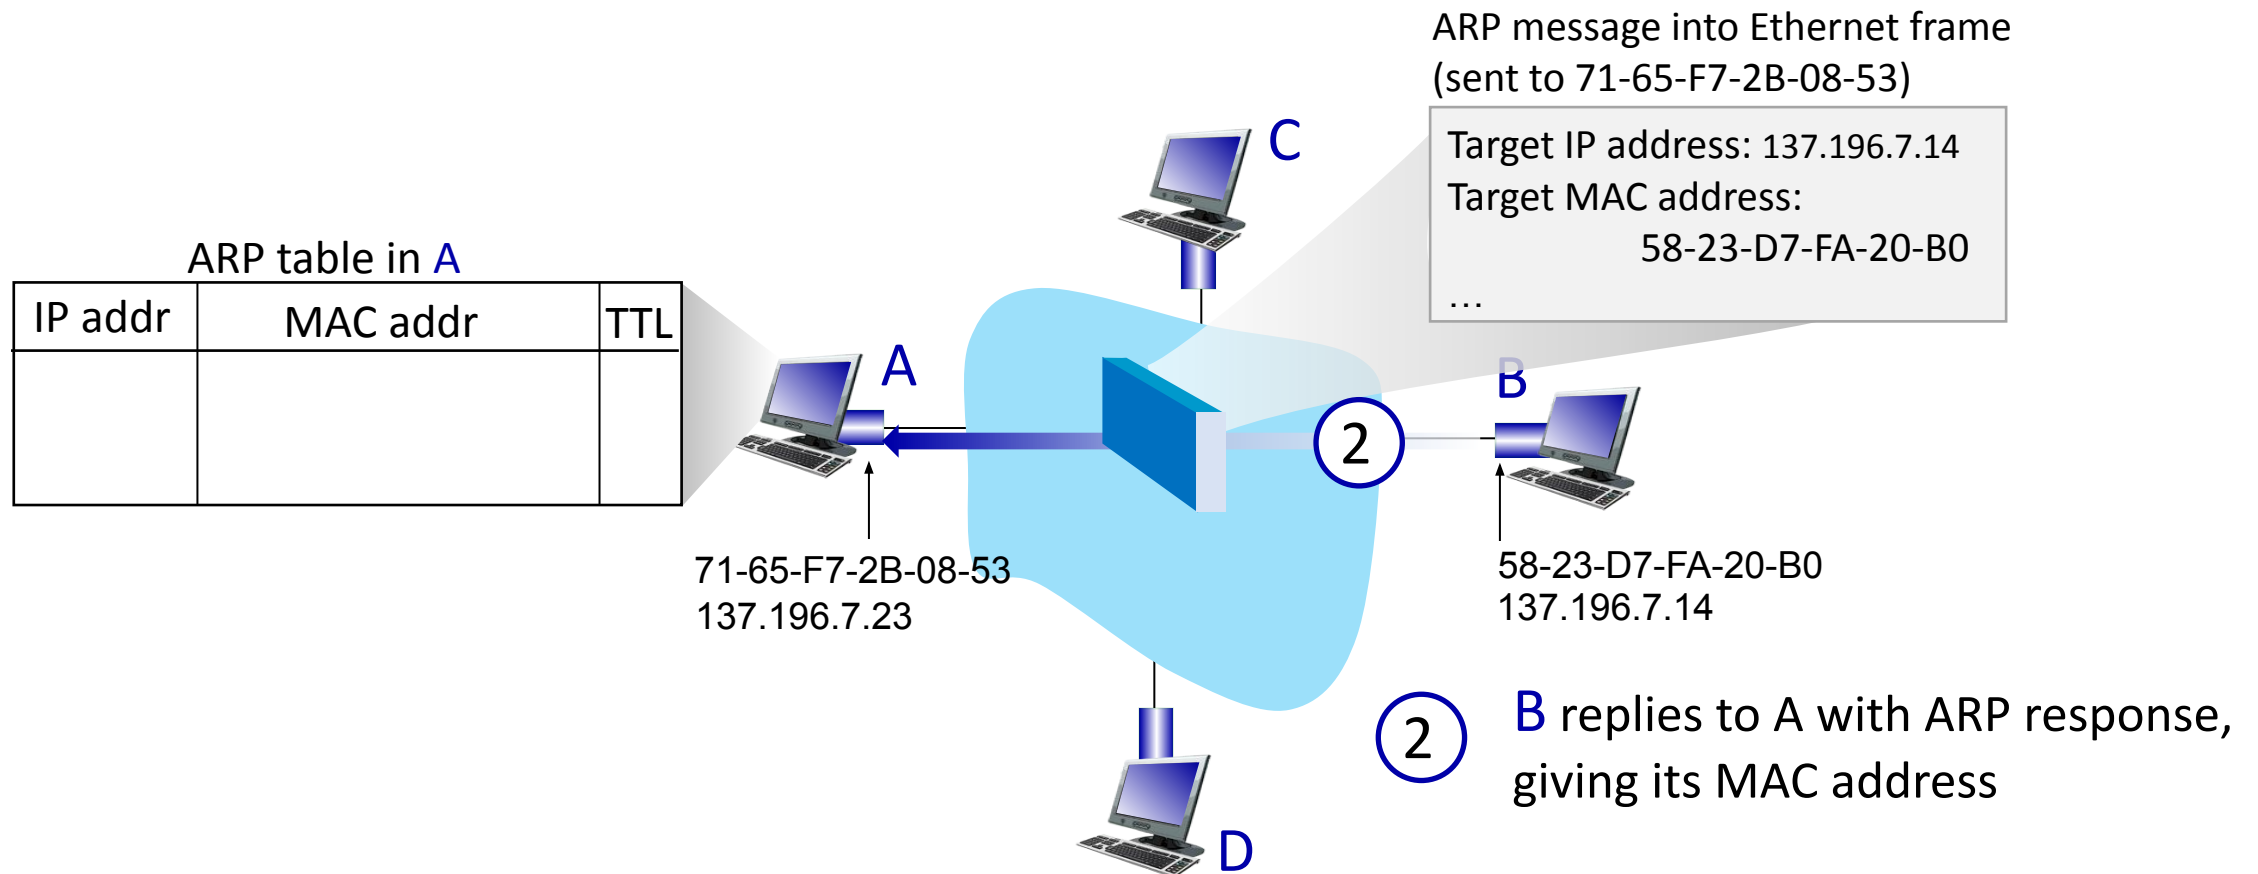 ARP message into Ethernet frame
(sent to 71-65-F7-2B-08-53)
Target IP address: 137.196.7.14
Target MAC address:
58-23-D7-FA-20-B0
…
C
ARP table in A
IP addr MAC addr TTL
A
B
2
71-65-F7-2B-08-53
137.196.7.23
58-23-D7-FA-20-B0
137.196.7.14
2
B replies to A with ARP response,
giving its MAC address
D